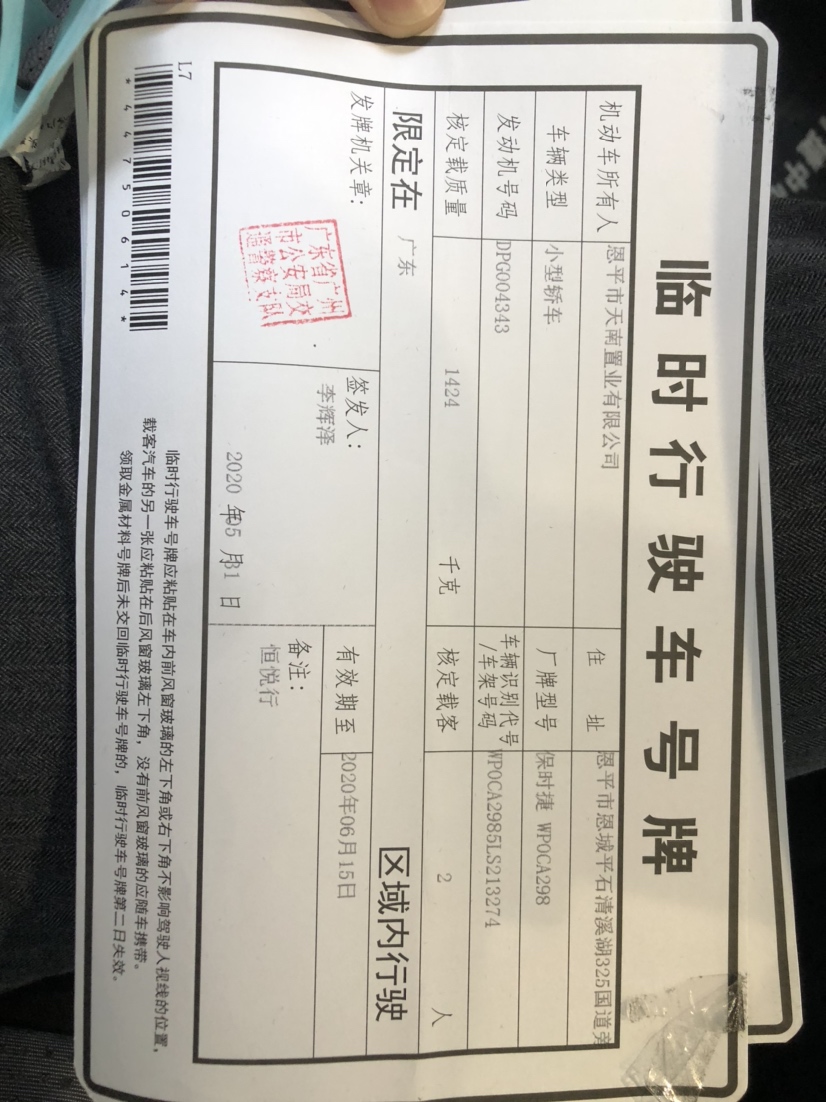 临时行驶车号牌
机动车所有人 恩平市天南置业有限公司 住 址 恩平市恩城平石清溪湖325国道旁
车辆类型 小型轿车 厂牌型号 保时捷 WP0CA298
发动机号码 DPG004343 车辆识别代号/车架号码 WP0CA2985LS213274
核定载质量 1424 千克 核定载客 2 人
限定在 广东 区域内行驶
发牌机关章:
广东省广州
市公安局交
通警察支队
签发人:
李辉泽
2020 年05 月31 日
有效期至 2020年06月15日
备注:
恒悦行
L7
*44750614*
临时行驶车号牌应粘贴在车内前风窗玻璃的左下角或右下角不影响驾驶人视线的位置,
载客汽车的另一张应粘贴在后风窗玻璃左下角, 没有前风窗玻璃的应随车携带。
领取金属材料号牌后未交回临时行驶车号牌的, 临时行驶车号牌第二日失效。